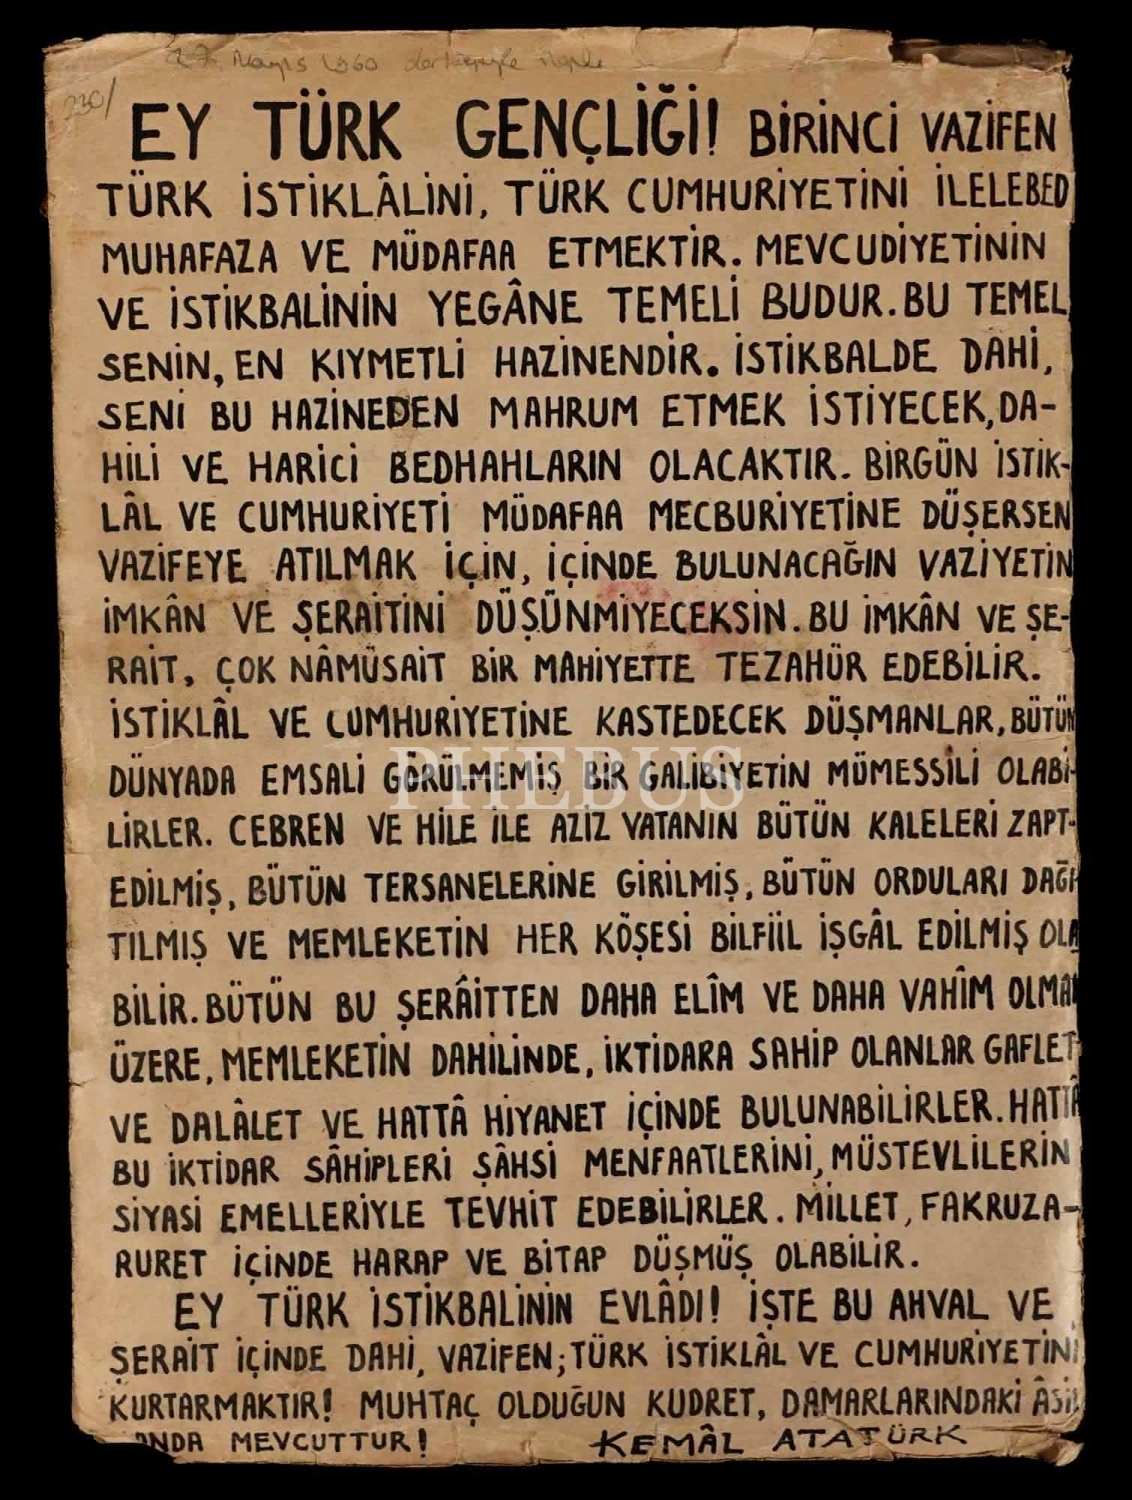 27 Mayıs 1960
230/
EY TÜRK GENÇLİĞİ! BİRİNCİ VAZİFEN
TÜRK İSTİKLÂLİNİ, TÜRK CUMHURİYETİNİ İLELEBED
MUHAFAZA VE MÜDAFAA ETMEKTİR. MEVCUDİYETİNİN
VE İSTİKBALİNİN YEGÂNE TEMELİ BUDUR. BU TEMEL
SENİN, EN KIYMETLİ HAZİNENDİR. İSTİKBALDE DAHİ,
SENİ BU HAZİNEDEN MAHRUM ETMEK İSTİYECEK, DA-
HİLİ VE HARİCİ BEDHAHLARIN OLACAKTIR. BİRGÜN İSTİK-
LÂL VE CUMHURİYETİ MÜDAFAA MECBURİYETİNE DÜŞERSEN
VAZİFEYE ATILMAK İÇİN, İÇİNDE BULUNACAĞIN VAZİYETİN
İMKÂN VE ŞERAİTİNİ DÜŞÜNMİYECEKSİN. BU İMKÂN VE ŞE-
RAİT, ÇOK NÂMÜSAİT BİR MAHİYETTE TEZAHÜR EDEBİLİR.
İSTİKLÂL VE CUMHURİYETİNE KASTEDECEK DÜŞMANLAR, BÜTÜN
DÜNYADA EMSALİ GÖRÜLMEMİŞ BİR GALİBİYETİN MÜMESSİLİ OLABİ-
PHEBUS
LİRLER. CEBREN VE HİLE İLE AZİZ VATANIN BÜTÜN KALELERİ ZAPT-
EDİLMİŞ, BÜTÜN TERSANELERİNE GİRİLMİŞ, BÜTÜN ORDULARI DAĞI-
TILMIŞ VE MEMLEKETİN HER KÖŞESİ BİLFİİL İŞGÂL EDİLMİŞ OLA
BİLİR. BÜTÜN BU ŞERÂİTTEN DAHA ELÎM VE DAHA VAHÎM OLMAK
ÜZERE, MEMLEKETİN DAHİLİNDE, İKTİDARA SAHİP OLANLAR GAFLET
VE DALÂLET VE HATTÂ HİYANET İÇİNDE BULUNABİLİRLER. HATTÂ
BU İKTİDAR SÂHİPLERİ ŞÂHSİ MENFAATLERİNİ, MÜSTEVLİLERİN
SİYASİ EMELLERİYLE TEVHİT EDEBİLİRLER. MİLLET, FAKRUZA-
RURET İÇİNDE HARAP VE BİTAP DÜŞMÜŞ OLABİLİR.
EY TÜRK İSTİKBALİNİN EVLÂDI! İŞTE BU AHVAL VE
ŞERAİT İÇİNDE DAHİ, VAZİFEN; TÜRK İSTİKLÂL VE CUMHURİYETİNİ
KURTARMAKTIR! MUHTAÇ OLDUĞUN KUDRET, DAMARLARINDAKİ ÂSİL
ANDA MEVCUTTUR!
KEMÂL ATATÜRK